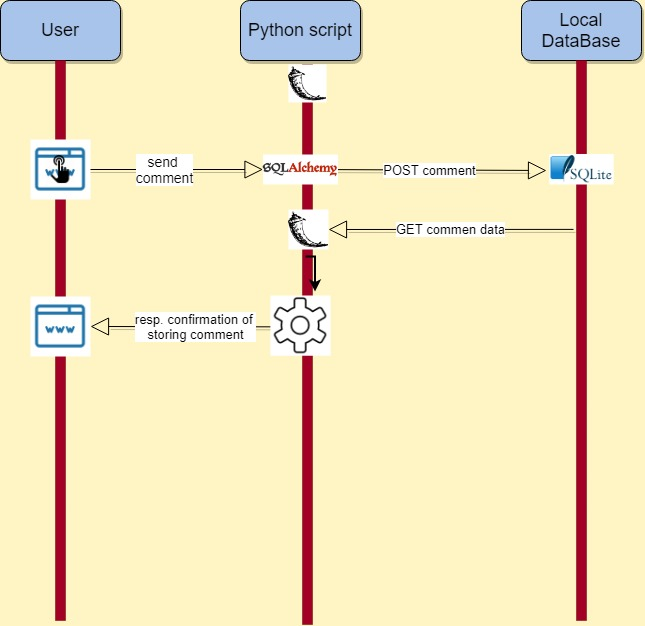 User
Python script
Local
DataBase
send
comment
SQLAlchemy
POST comment
SQLite
GET commen data
www
resp. confirmation of
storing comment